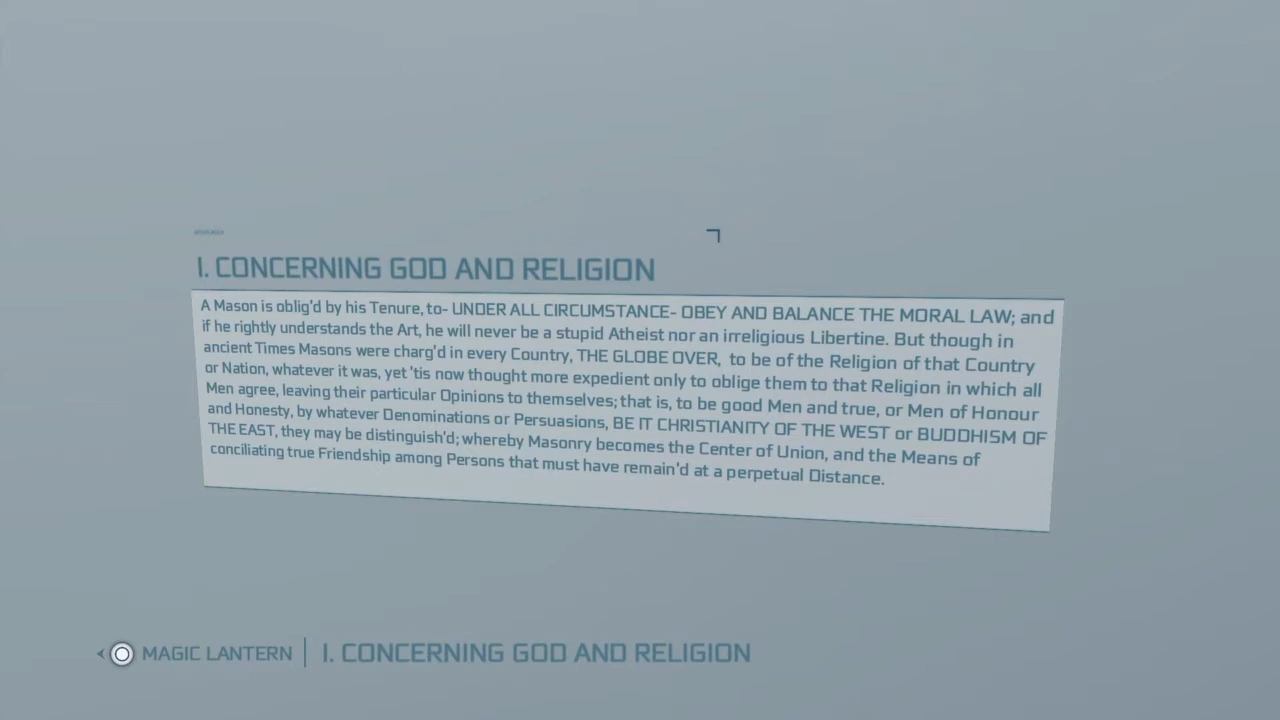 I. CONCERNING GOD AND RELIGION
A Mason is oblig'd by his Tenure, to- UNDER ALL CIRCUMSTANCE- OBEY AND BALANCE THE MORAL LAW; and
if he rightly understands the Art, he will never be a stupid Atheist nor an irreligious Libertine. But though in
ancient Times Masons were charg'd in every Country, THE GLOBE OVER, to be of the Religion of that Country
or Nation, whatever it was, yet 'tis now thought more expedient only to oblige them to that Religion in which all
Men agree, leaving their particular Opinions to themselves; that is, to be good Men and true, or Men of Honour
and Honesty, by whatever Denominations or Persuasions, BE IT CHRISTIANITY OF THE WEST or BUDDHISM OF
THE EAST, they may be distinguish'd; whereby Masonry becomes the Center of Union, and the Means of
conciliating true Friendship among Persons that must have remain'd at a perpetual Distance.
MAGIC LANTERN | I. CONCERNING GOD AND RELIGION